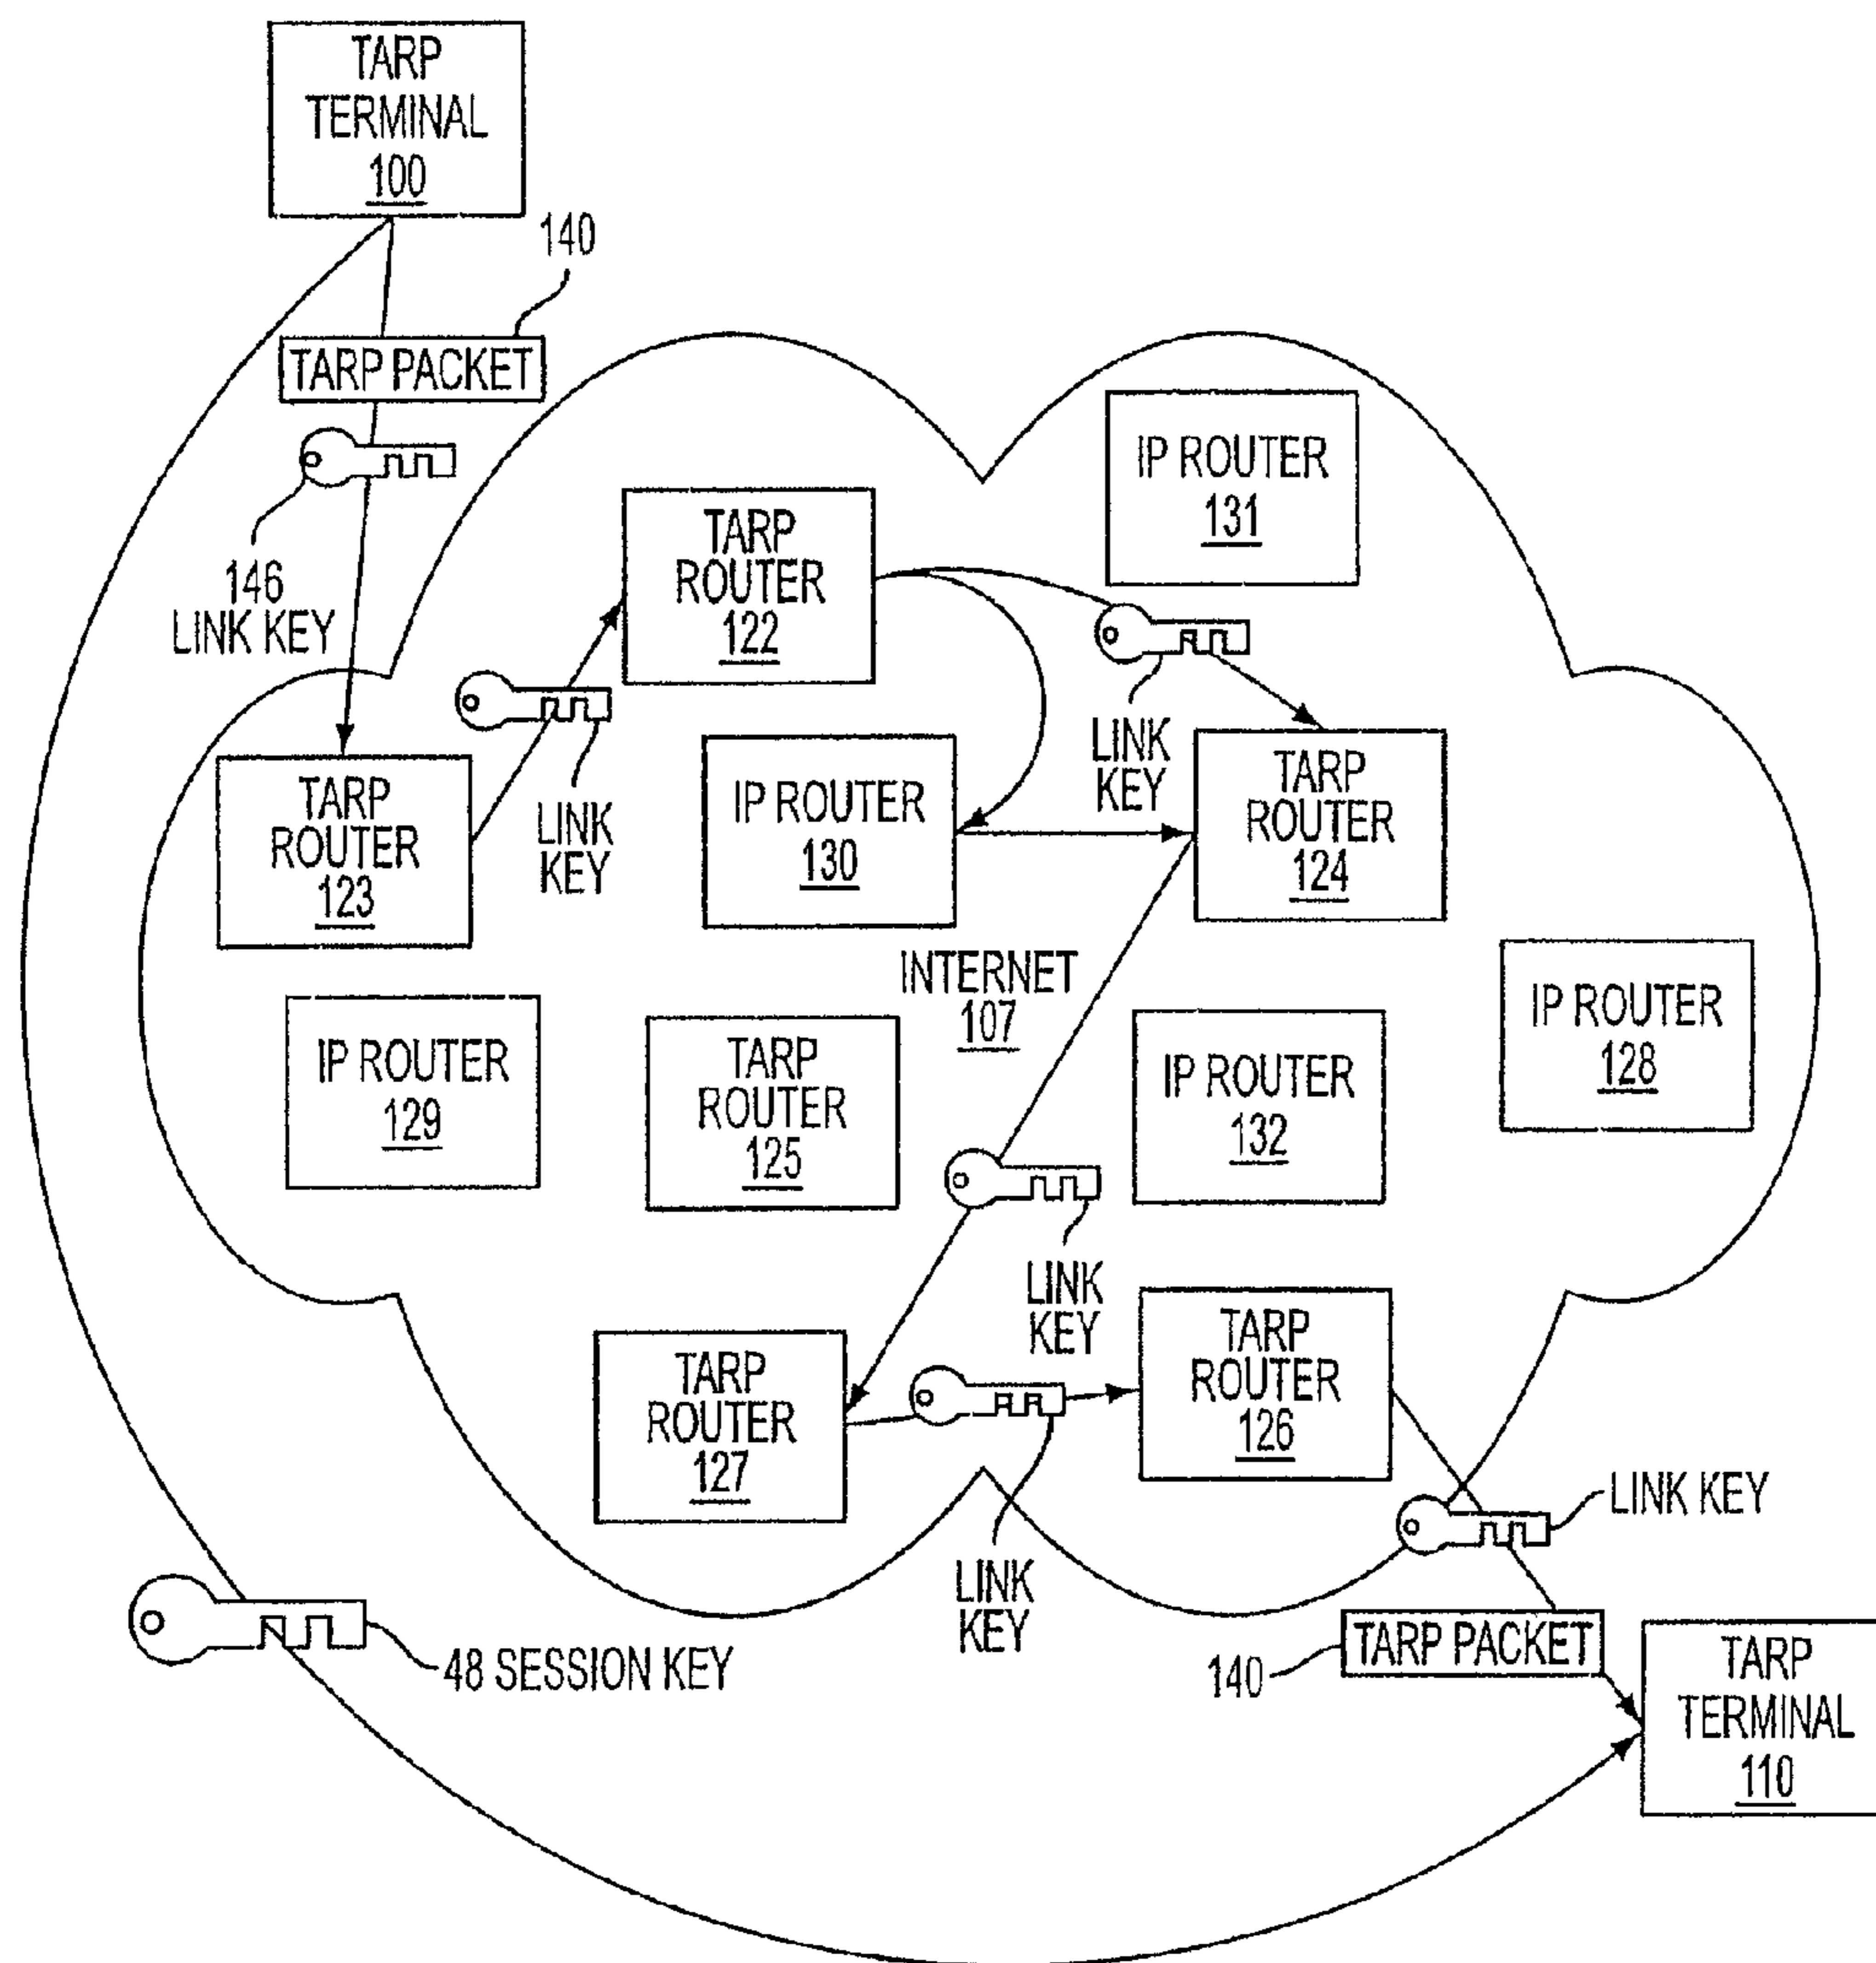 TARP
TERMINAL
100
140
TARP PACKET
146
LINK KEY
IP ROUTER
131
TARP
ROUTER
122
LINK
KEY
LINK
KEY
TARP
ROUTER
123
IP ROUTER
130
TARP
ROUTER
124
INTERNET
107
IP ROUTER
128
IP ROUTER
129
TARP
ROUTER
125
IP ROUTER
132
LINK
KEY
TARP
ROUTER
127
TARP
ROUTER
126
LINK KEY
LINK
KEY
48 SESSION KEY
140
TARP PACKET
TARP
TERMINAL
110